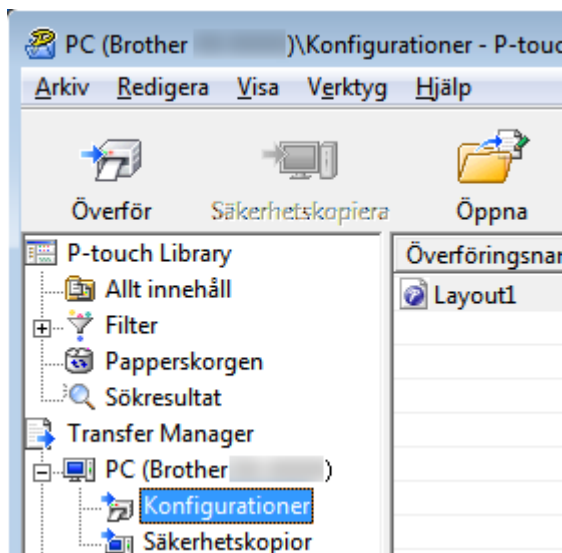 PC (Brother )\Konfigurationer - P-touc
Arkiv Redigera Visa Verktyg Hjälp
Överför Säkerhetskopiera Öppna
P-touch Library
Allt innehåll
Filter
Papperskorgen
Sökresultat
Transfer Manager
PC (Brother )
Konfigurationer
Säkerhetskopior
Överföringsnar
Layout1